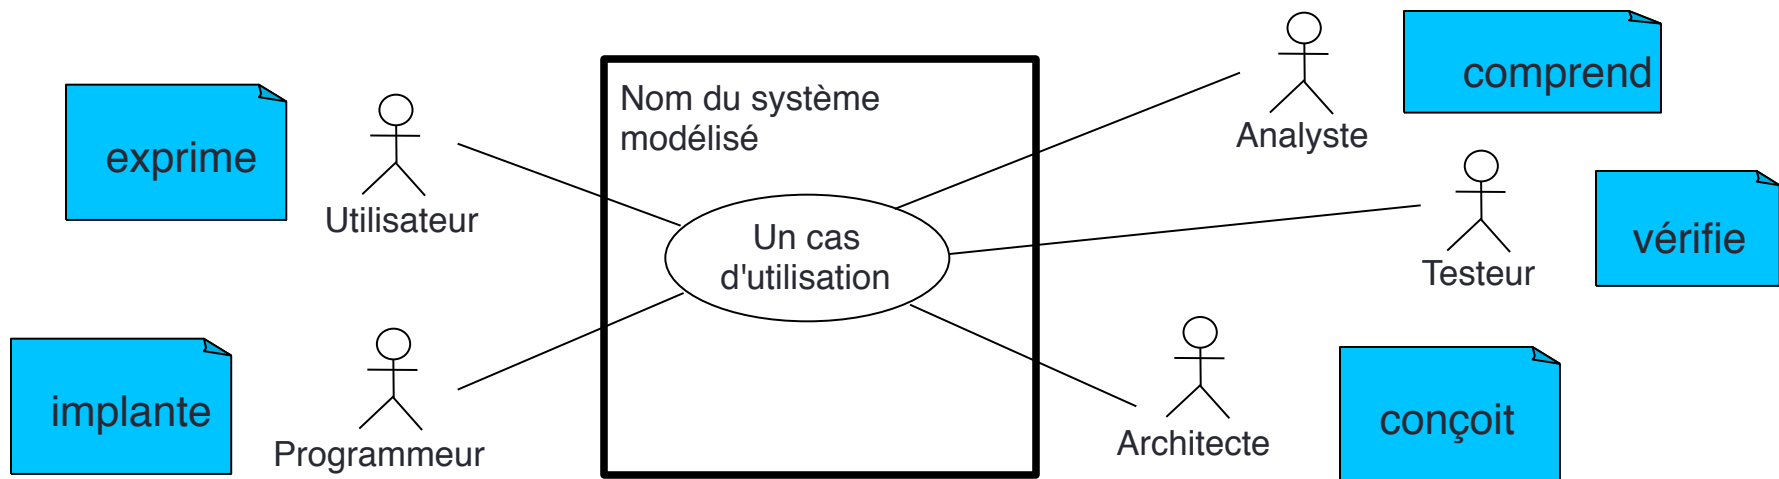 exprime
Utilisateur
implante
Programmeur
Nom du système
modélisé
Un cas
d'utilisation
Analyste
comprend
Testeur
vérifie
Architecte
conçoit